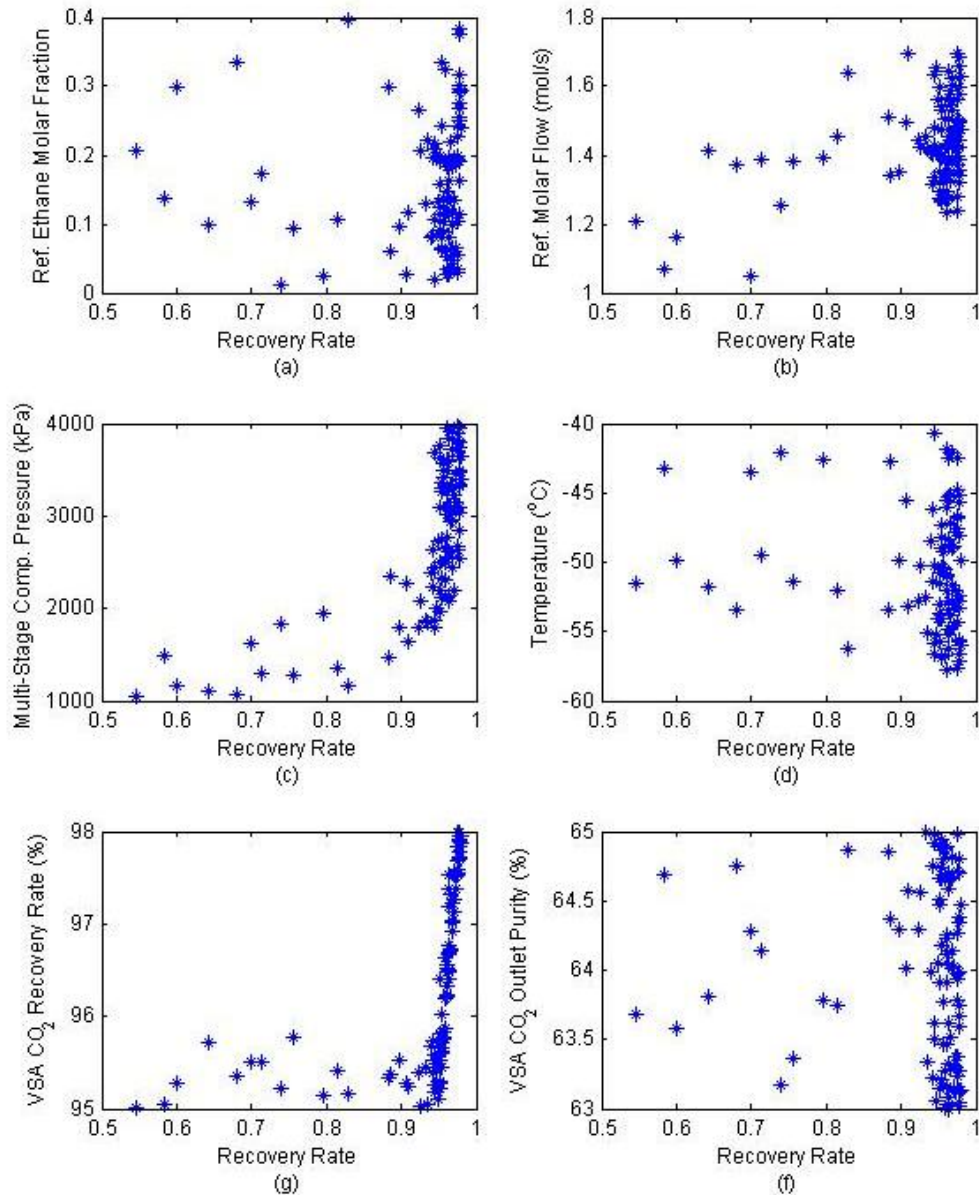 0.4
0.3
0.2
0.1
0
Ref. Ethane Molar Fraction
0.5 0.6 0.7 0.8 0.9 1
Recovery Rate
(a)
1.8
1.6
1.4
1.2
1
Ref. Molar Flow (mol/s)
0.5 0.6 0.7 0.8 0.9 1
Recovery Rate
(b)
4000
3000
2000
1000
Multi-Stage Comp. Pressure (kPa)
0.5 0.6 0.7 0.8 0.9 1
Recovery Rate
(c)
-40
-45
-50
-55
-60
Temperature (°C)
0.5 0.6 0.7 0.8 0.9 1
Recovery Rate
(d)
98
97
96
95
VSA CO₂ Recovery Rate (%)
0.5 0.6 0.7 0.8 0.9 1
Recovery Rate
(g)
65
64.5
64
63.5
63
VSA CO₂ Outlet Purity (%)
0.5 0.6 0.7 0.8 0.9 1
Recovery Rate
(f)